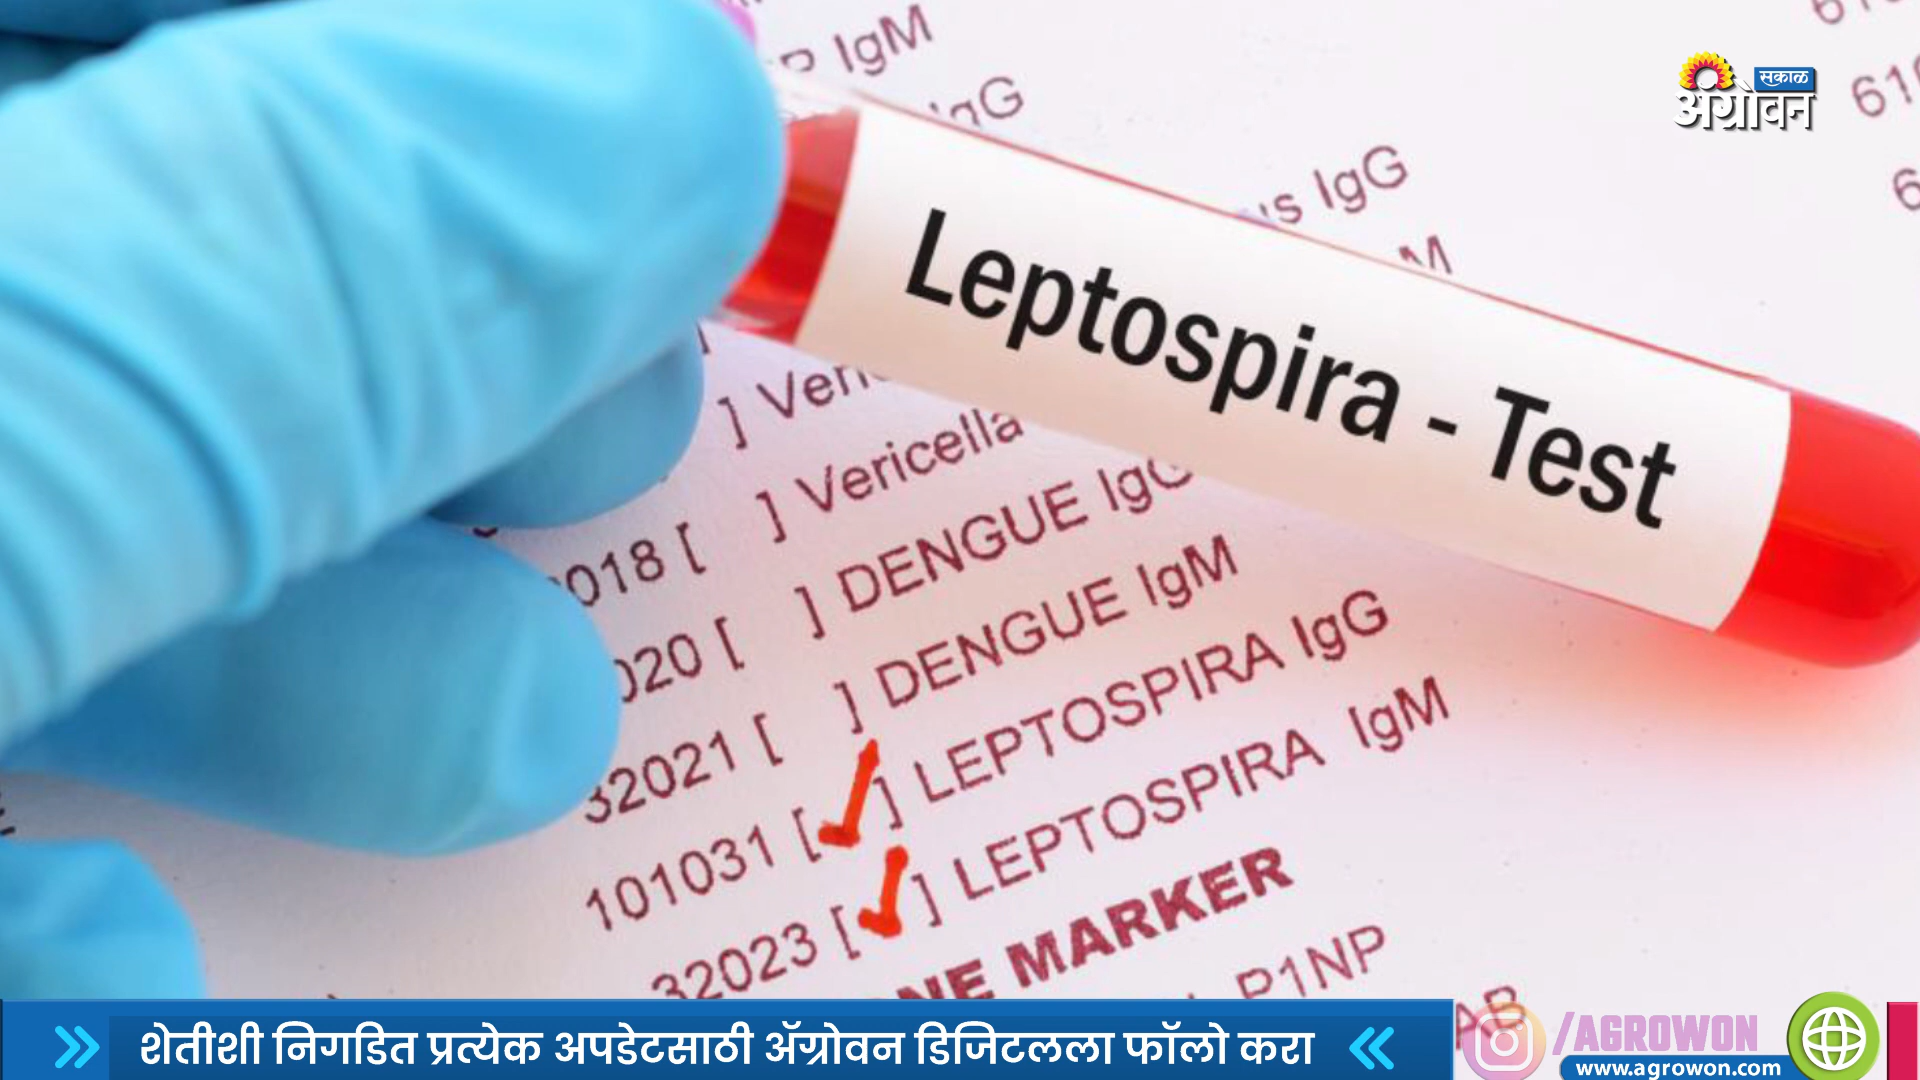 IgM
सकाळ
अॅग्रोवन
IgG
Leptospira - Test
] Vericella
018 [ ] DENGUE IgG
020 [ ] DENGUE IgM
32021 [ ] LEPTOSPIRA IgG
101031 [✓] LEPTOSPIRA IgM
32023 [✓]
MARKER
P1NP
शेतीशी निगडित प्रत्येक अपडेटसाठी ॲग्रोवन डिजिटलला फॉलो करा
/AGROWON
www.agrowon.com